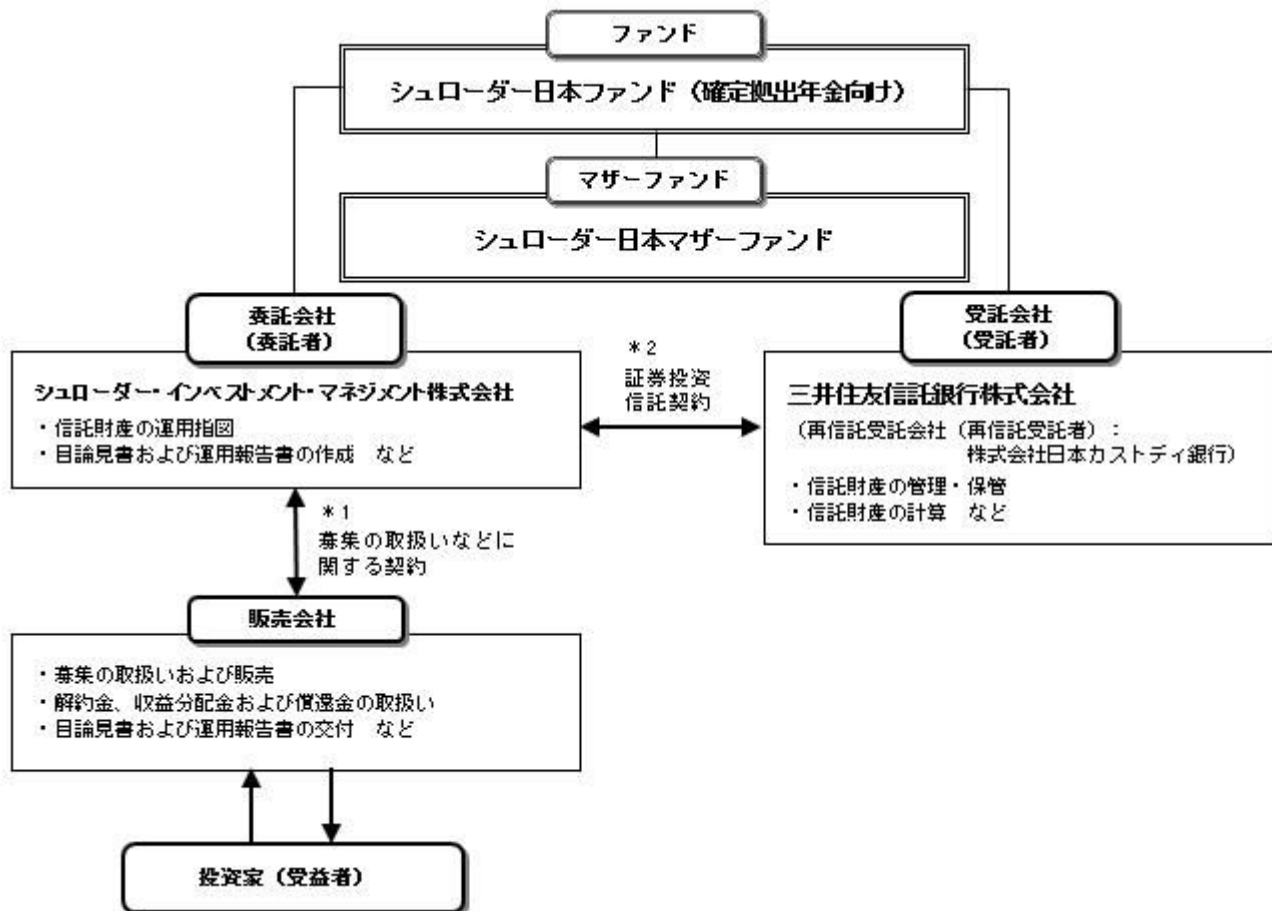 ファンド
シュローダー日本ファンド（確定拠出年金向け）
マザーファンド
シュローダー日本マザーファンド
委託会社
（委託者）
シュローダー・インベストメント・マネジメント株式会社
・信託財産の運用指図
・目論見書および運用報告書の作成　など
＊2
証券投資
信託契約
受託会社
（受託者）
三井住友信託銀行株式会社
（再信託受託会社（再信託受託者）：
株式会社日本カストディ銀行）
・信託財産の管理・保管
・信託財産の計算　など
＊1
募集の取扱いなどに
関する契約
販売会社
・募集の取扱いおよび販売
・解約金、収益分配金および償還金の取扱い
・目論見書および運用報告書の交付　など
投資家（受益者）